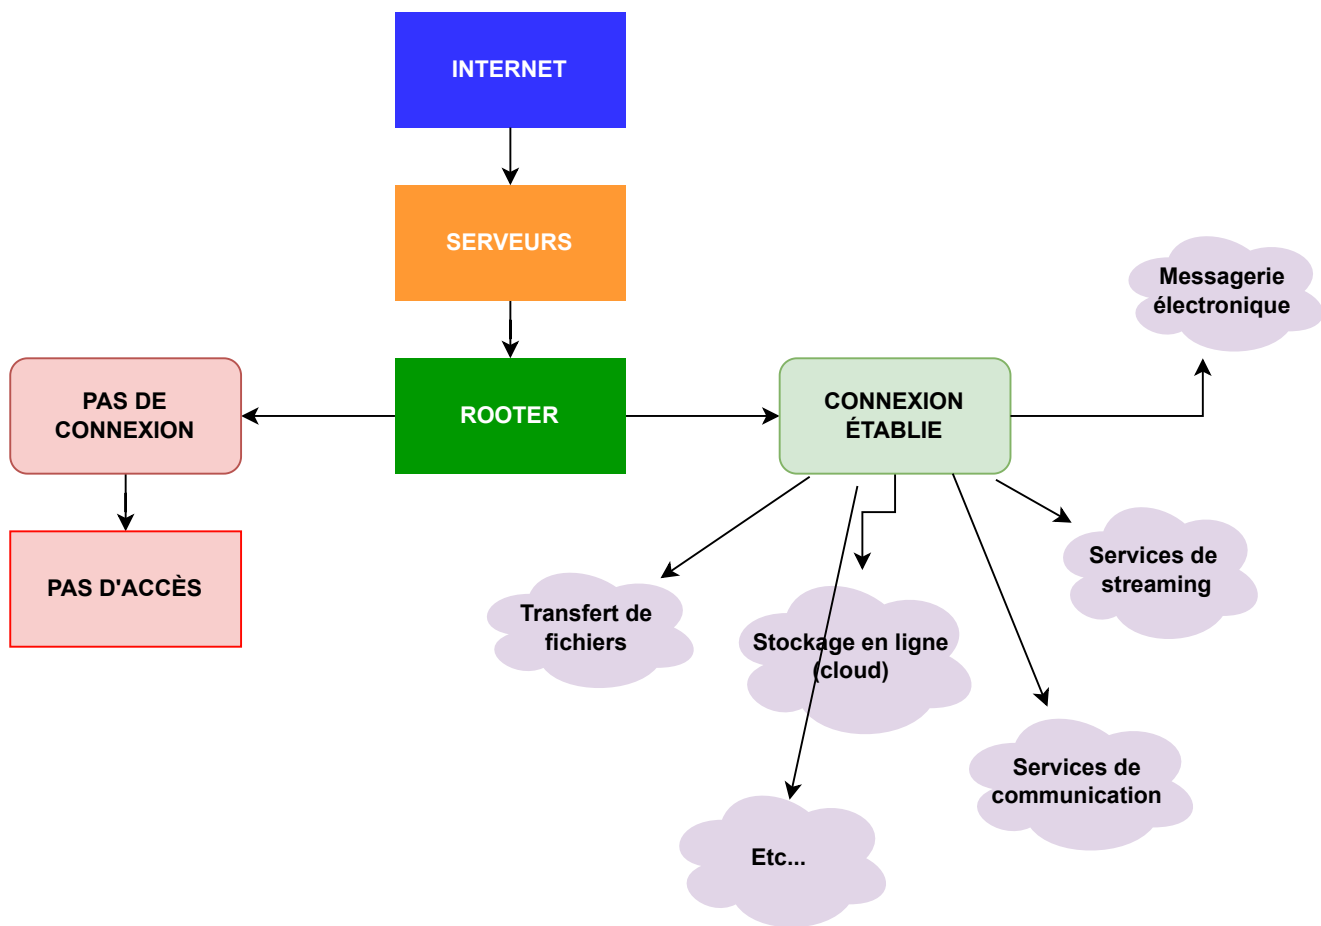 INTERNET
SERVEURS
Messagerie
électronique
PAS DE
CONNEXION
ROOTER
CONNEXION
ÉTABLIE
PAS D'ACCÈS
Services de
streaming
Transfert de
fichiers
Stockage en ligne
(cloud)
Services de
communication
Etc...